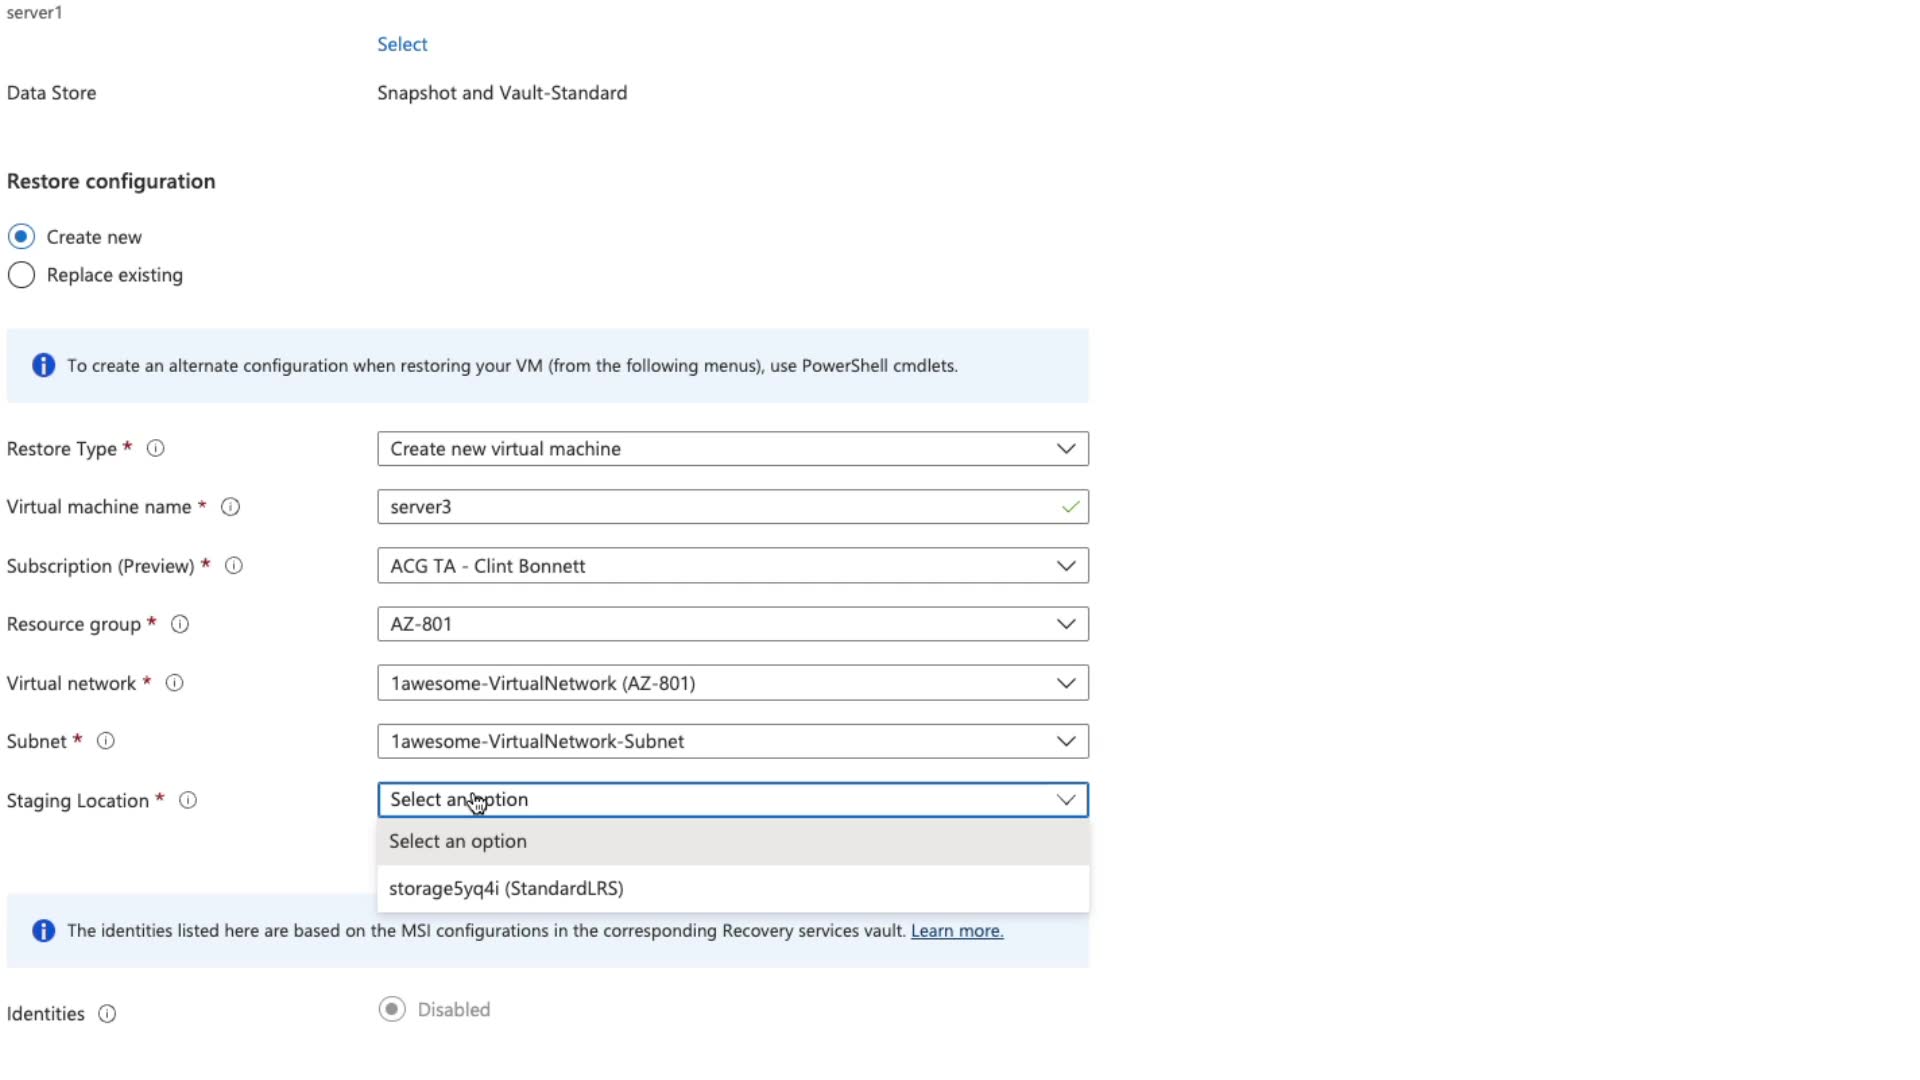 server1
Select
Data Store
Snapshot and Vault-Standard
Restore configuration
Create new
Replace existing
To create an alternate configuration when restoring your VM (from the following menus), use PowerShell cmdlets.
Restore Type *
Create new virtual machine
Virtual machine name *
server3
Subscription (Preview) *
ACG TA - Clint Bonnett
Resource group *
AZ-801
Virtual network *
1awesome-VirtualNetwork (AZ-801)
Subnet *
1awesome-VirtualNetwork-Subnet
Staging Location *
Select an option
Select an option
storage5yq4i (StandardLRS)
The identities listed here are based on the MSI configurations in the corresponding Recovery services vault. Learn more.
Identities
Disabled